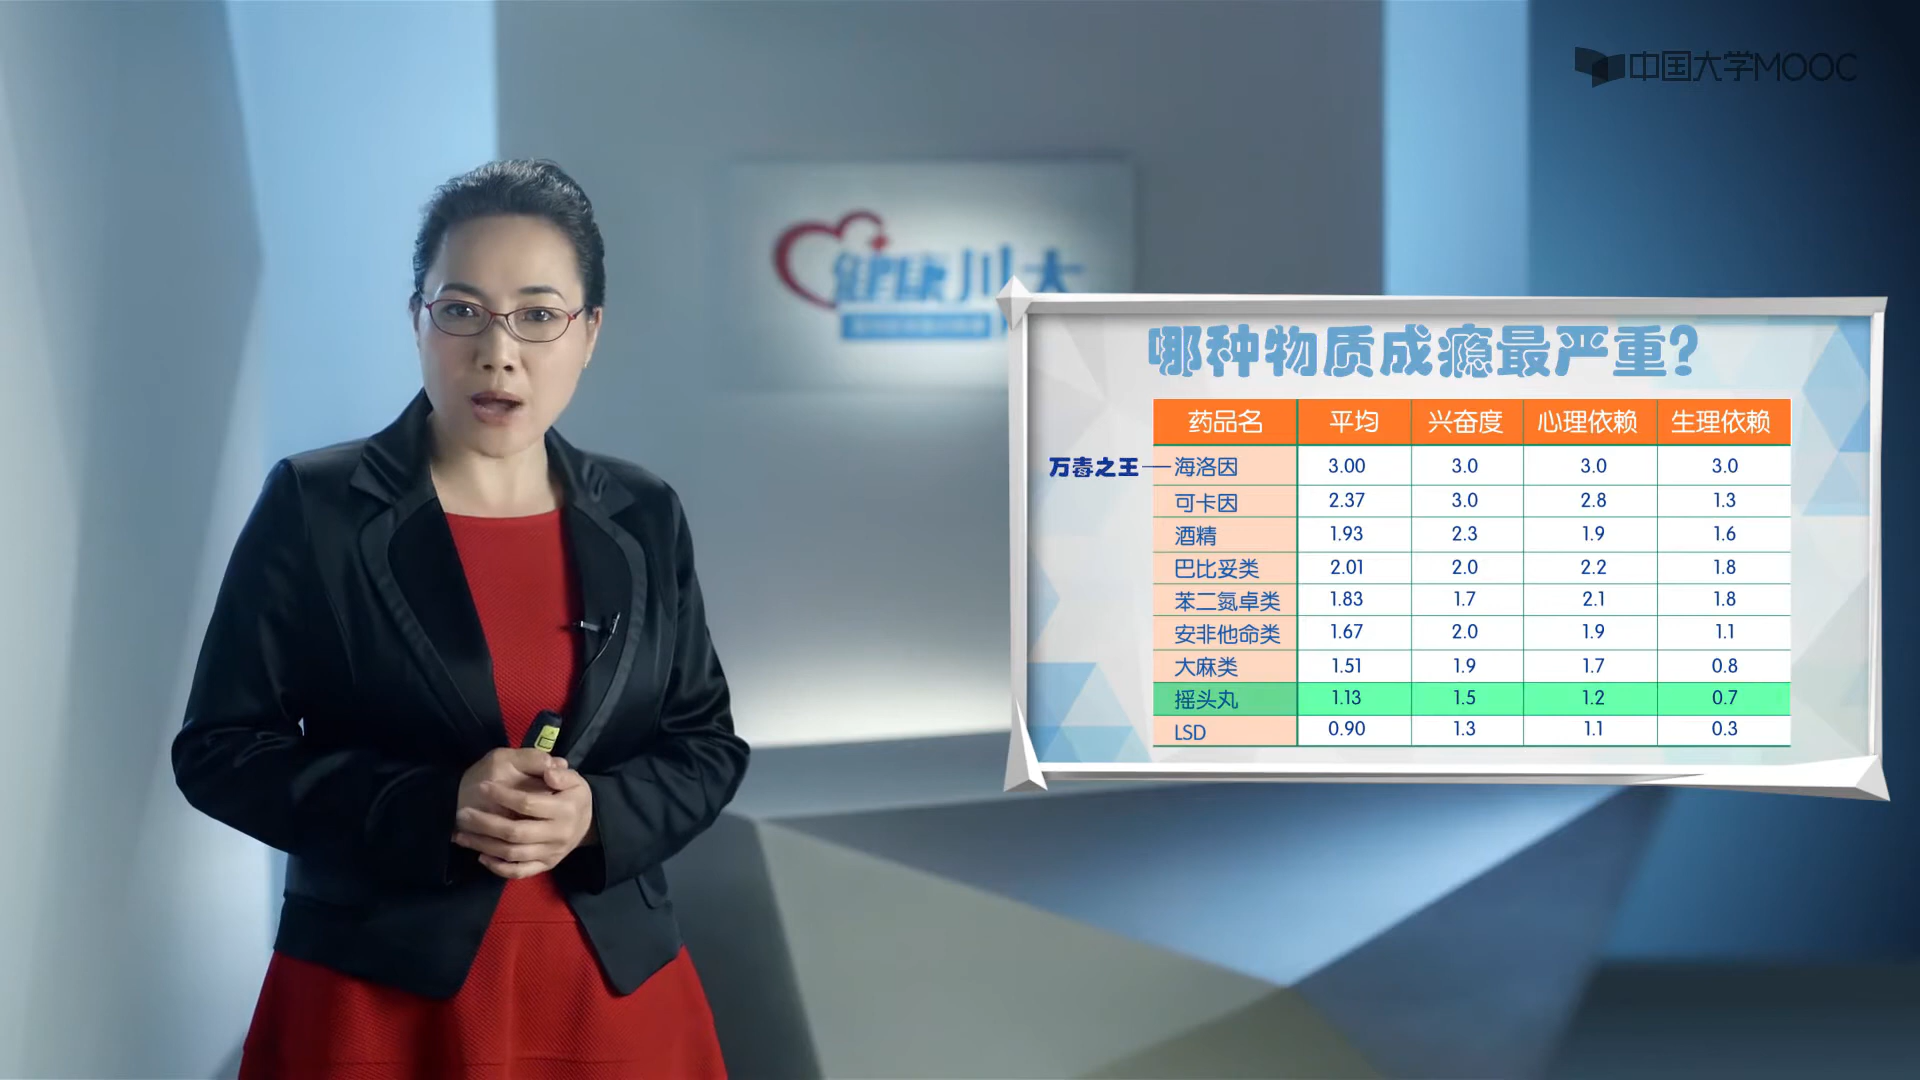 中国大学MOOC
健康川大
哪种物质成瘾最严重?
药品名 平均 兴奋度 心理依赖 生理依赖
万毒之王 海洛因 3.00 3.0 3.0 3.0
可卡因 2.37 3.0 2.8 1.3
酒精 1.93 2.3 1.9 1.6
巴比妥类 2.01 2.0 2.2 1.8
苯二氮卓类 1.83 1.7 2.1 1.8
安非他命类 1.67 2.0 1.9 1.1
大麻类 1.51 1.9 1.7 0.8
摇头丸 1.13 1.5 1.2 0.7
LSD 0.90 1.3 1.1 0.3